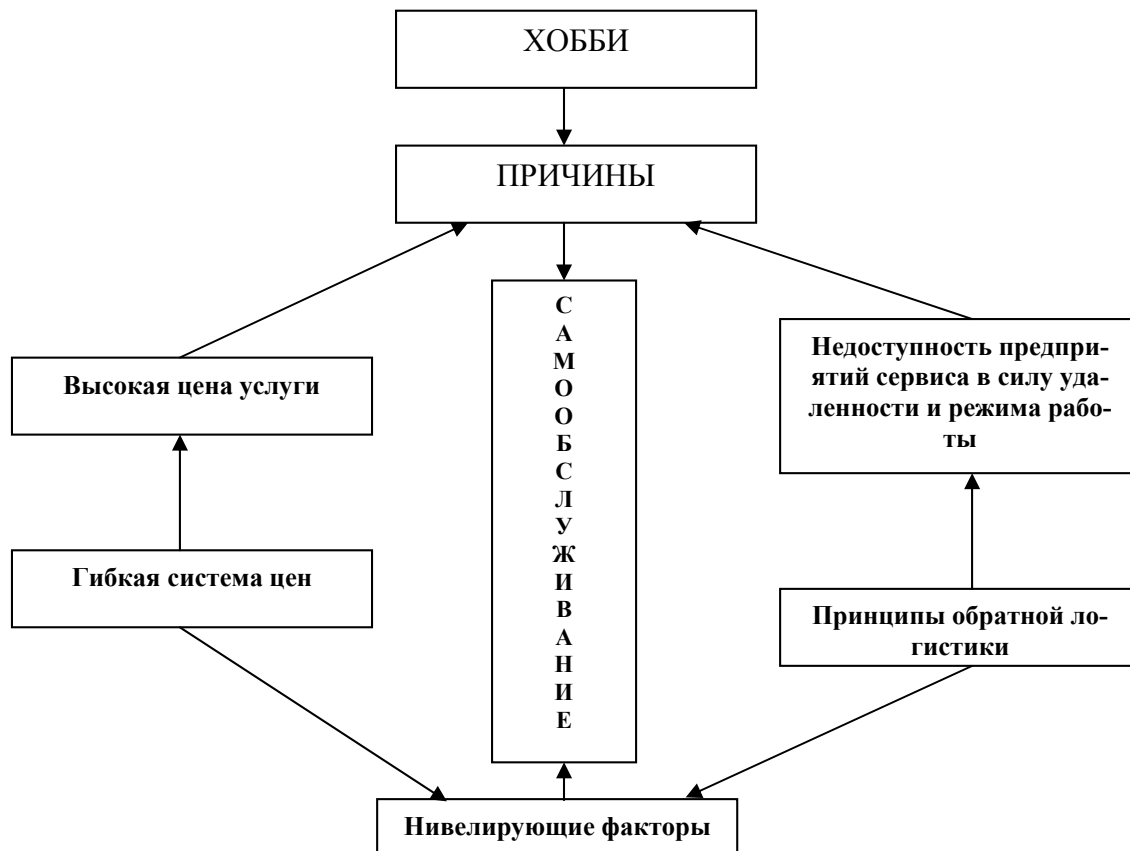 ХОББИ
ПРИЧИНЫ
САМООБСЛУЖИВАНИЕ
Высокая цена услуги
Недоступность предпри-
ятий сервиса в силу уда-
ленности и режима рабо-
ты
Гибкая система цен
Принципы обратной ло-
гистики
Нивелирующие факторы